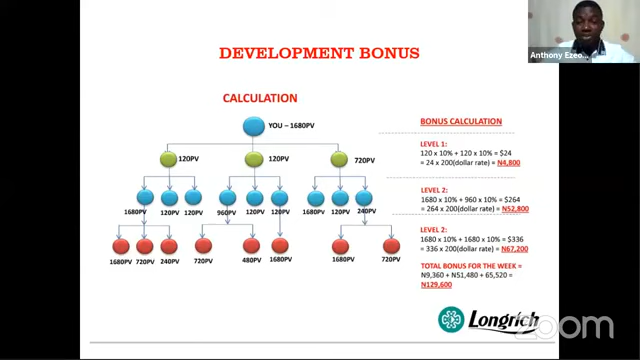 DEVELOPMENT BONUS
Anthony Ezeo...
CALCULATION
YOU – 1680PV
120PV
120PV
720PV
1680PV
120PV
120PV
960PV
120PV
120PV
1680PV
120PV
240PV
1680PV
720PV
240PV
720PV
480PV
1680PV
1680PV
720PV
BONUS CALCULATION
LEVEL 1:
120 x 10% + 120 x 10% = $24
= 24 x 200(dollar rate) = N4,800
LEVEL 2:
1680 x 10% + 960 x 10% = $264
= 264 x 200(dollar rate) = N52,800
LEVEL 2:
1680 x 10% + 1680 x 10% = $336
= 336 x 200(dollar rate) = N67,200
TOTAL BONUS FOR THE WEEK =
N9,360 + N51,480 + 65,520 =
N129,600
Longrich
zoom